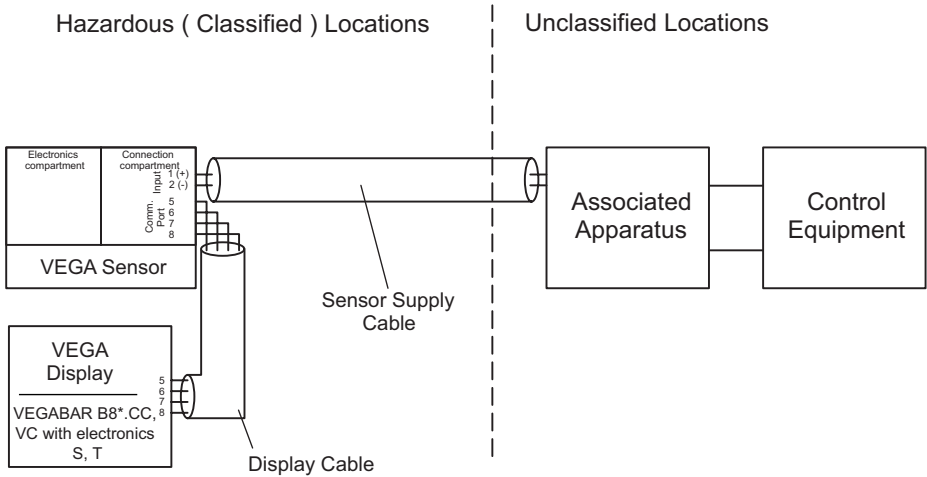 Hazardous ( Classified ) Locations
Unclassified Locations
Electronics
compartment
Connection
compartment
Input
1 (+)
2 (-)
Comm.
Port
5
6
7
8
VEGA Sensor
Sensor Supply
Cable
Associated
Apparatus
Control
Equipment
VEGA
Display
VEGABAR B8*.CC,
VC with electronics
S, T
5
6
7
8
Display Cable